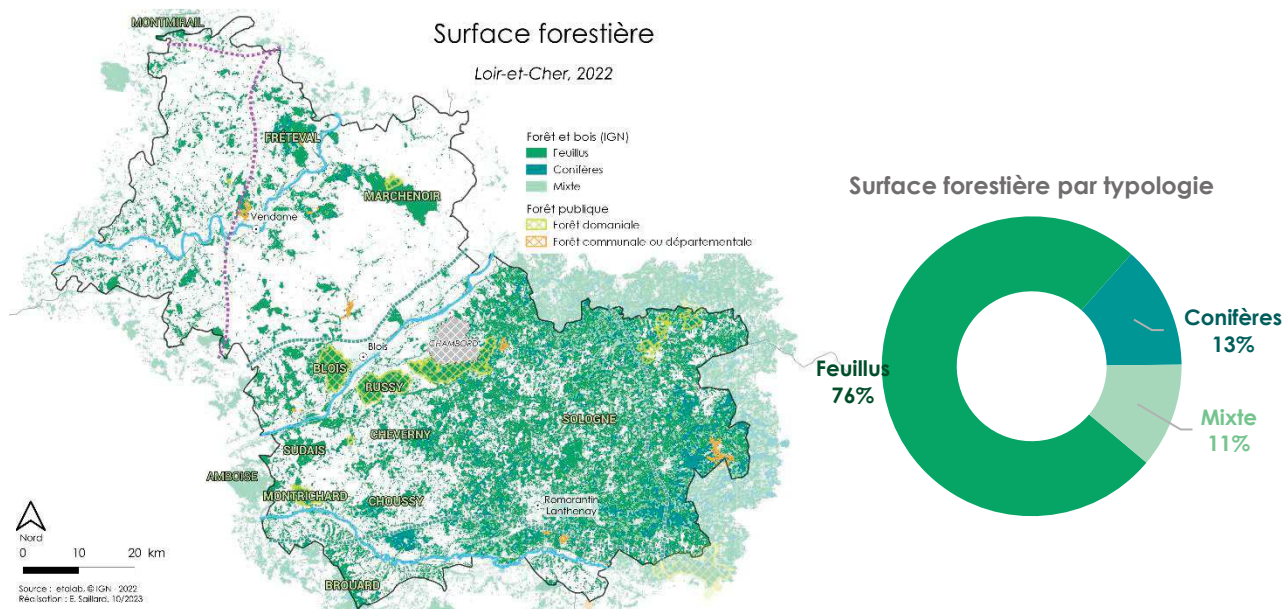 MONTMIRAIL
Surface forestière
Loir-et-Cher, 2022
Forêt et bois (IGN)
Feuillus
Conifères
Mixte
Forêt publique
Forêt domaniale
Forêt communale ou départementale
FRÉTEVAL
MARCHENOIR
Vendôme
Blois
CHAMBORD
BLOIS
RUSSY
SOLOGNE
CHEVERNY
SUDAIS
AMBOISE
MONTRICHARD
CHOUSSY
Romorantin
Lanthenay
BROUARD
Nord
0 10 20 km
Source : etalab, © IGN - 2022
Réalisation : E. Saillard, 10/2023
Surface forestière par typologie
Conifères
13%
Feuillus
76%
Mixte
11%